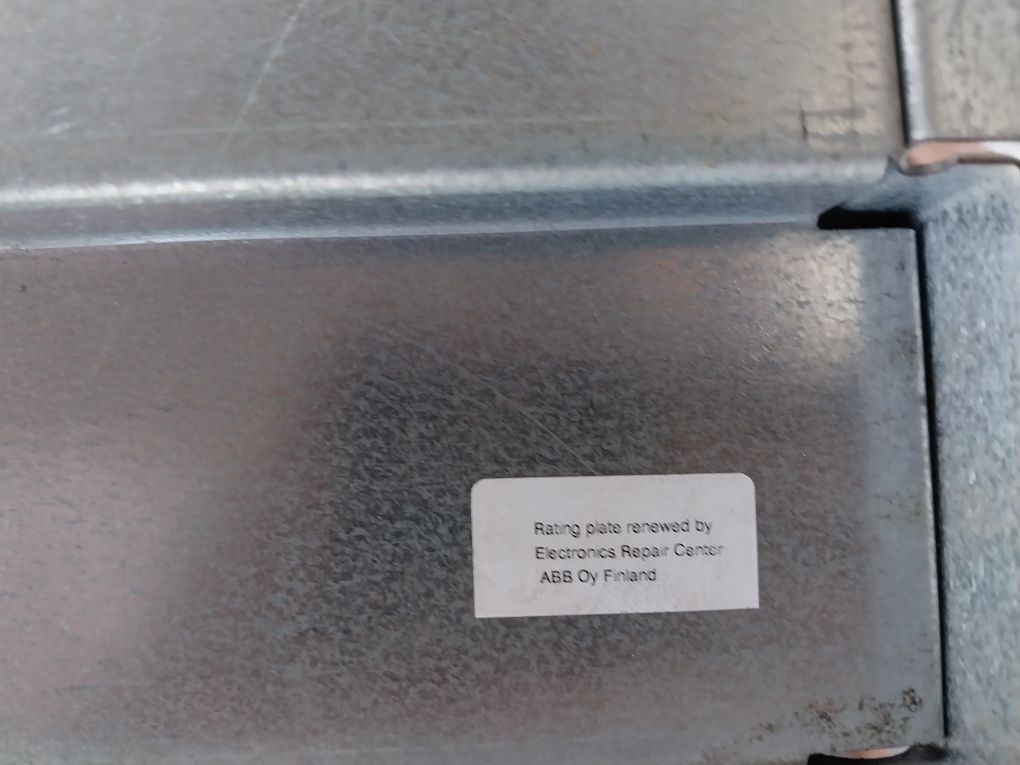 Rating plate renewed by
Electronics Repair Center
ABB Oy Finland